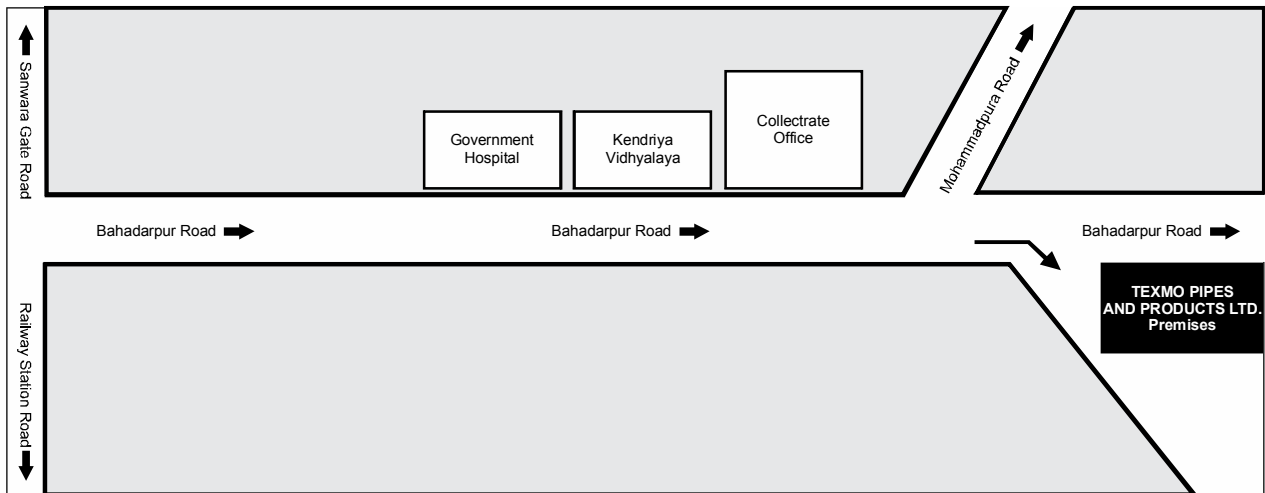 Sanwara Gate Road
Mohammadpura Road
Collectrate
Office
Government
Hospital
Kendriya
Vidhyalaya
Bahadarpur Road
Bahadarpur Road
Bahadarpur Road
Railway Station Road
TEXMO PIPES
AND PRODUCTS LTD.
Premises